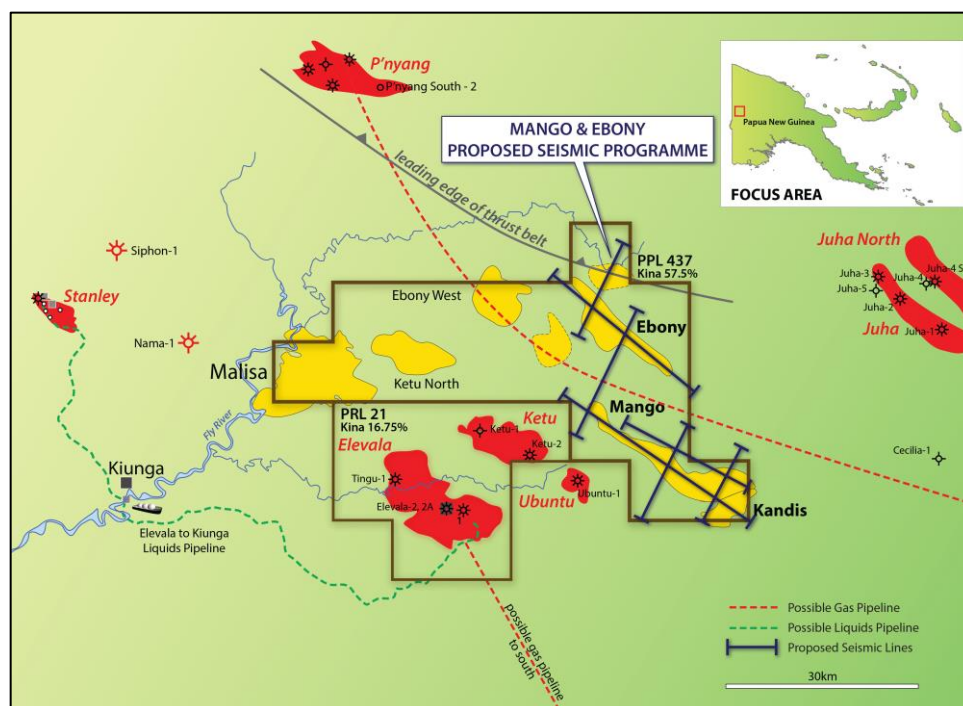 P'nyang
P'nyang South - 2
MANGO & EBONY
PROPOSED SEISMIC PROGRAMME
Papua New Guinea
FOCUS AREA
leading edge of thrust belt
Siphon-1
Stanley
Nama-1
Malisa
Fly River
Kiunga
Elevala to Kiunga
Liquids Pipeline
Ebony West
Ketu North
PPL 437
Kina 57.5%
Ebony
Mango
Kandis
PRL 21
Kina 16.75%
Elevala
Ketu
Ketu-1
Ketu-2
Tingu-1
Elevala-2, 2A
1
Ubuntu
Ubuntu-1
Juha North
Juha-3
Juha-5
Juha-4
Juha-4 S
Juha-2
Juha
Juha-1
Cecilia-1
possible gas pipeline
to south
Possible Gas Pipeline
Possible Liquids Pipeline
Proposed Seismic Lines
30km